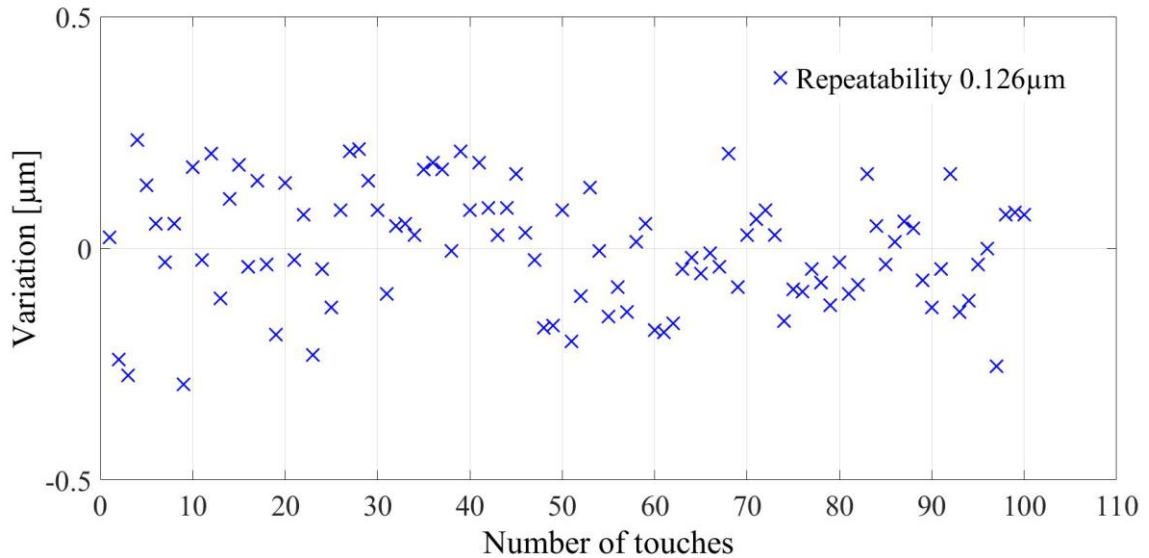 0.5
Repeatability 0.126µm
Variation [µm]
0
-0.5
0 10 20 30 40 50 60 70 80 90 100 110
Number of touches